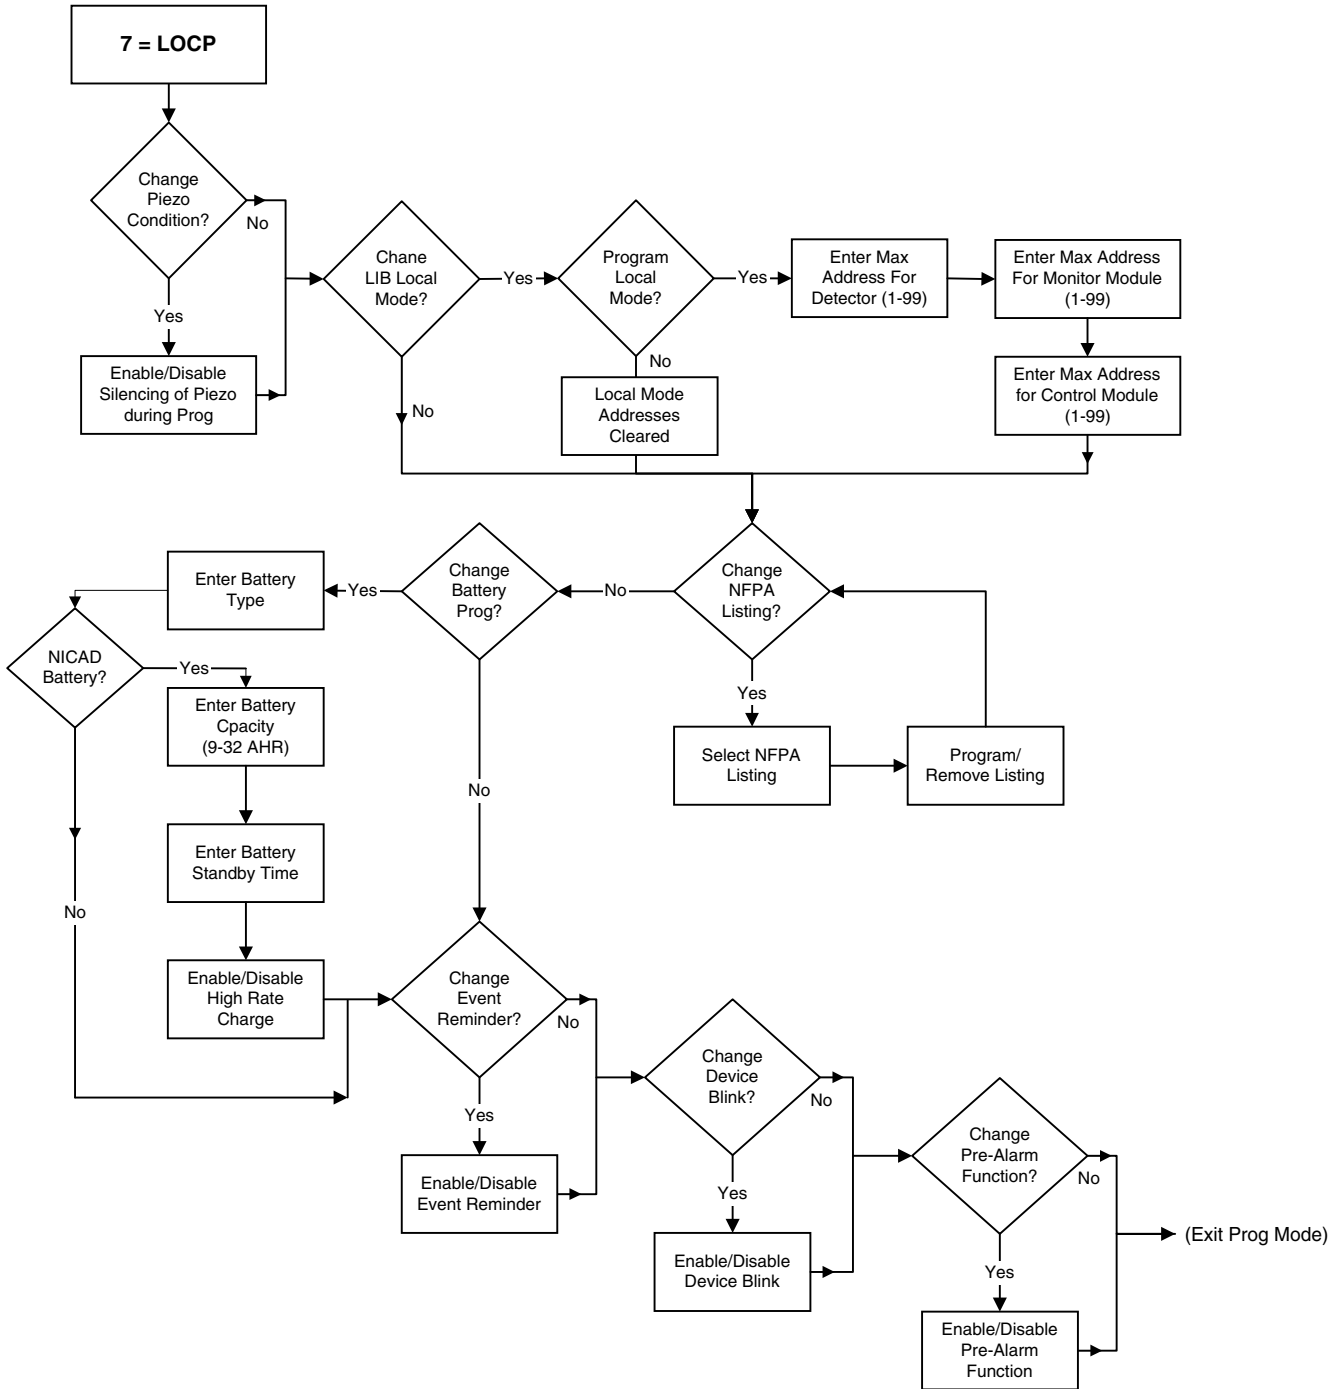 7 = LOCP
Change
Piezo
Condition?
No
Yes
Enable/Disable
Silencing of Piezo
during Prog
Chane
LIB Local
Mode?
Yes
No
Program
Local
Mode?
Yes
No
Local Mode
Addresses
Cleared
Enter Max
Address For
Detector (1-99)
Enter Max Address
For Monitor Module
(1-99)
Enter Max Address
for Control Module
(1-99)
Change
NFPA
Listing?
No
Yes
Select NFPA
Listing
Program/
Remove Listing
Change
Battery
Prog?
Yes
No
Enter Battery
Type
NICAD
Battery?
Yes
No
Enter Battery
Cpacity
(9-32 AHR)
Enter Battery
Standby Time
Enable/Disable
High Rate
Charge
Change
Event
Reminder?
No
Yes
Enable/Disable
Event Reminder
Change
Device
Blink?
No
Yes
Enable/Disable
Device Blink
Change
Pre-Alarm
Function?
No
Yes
Enable/Disable
Pre-Alarm
Function
(Exit Prog Mode)